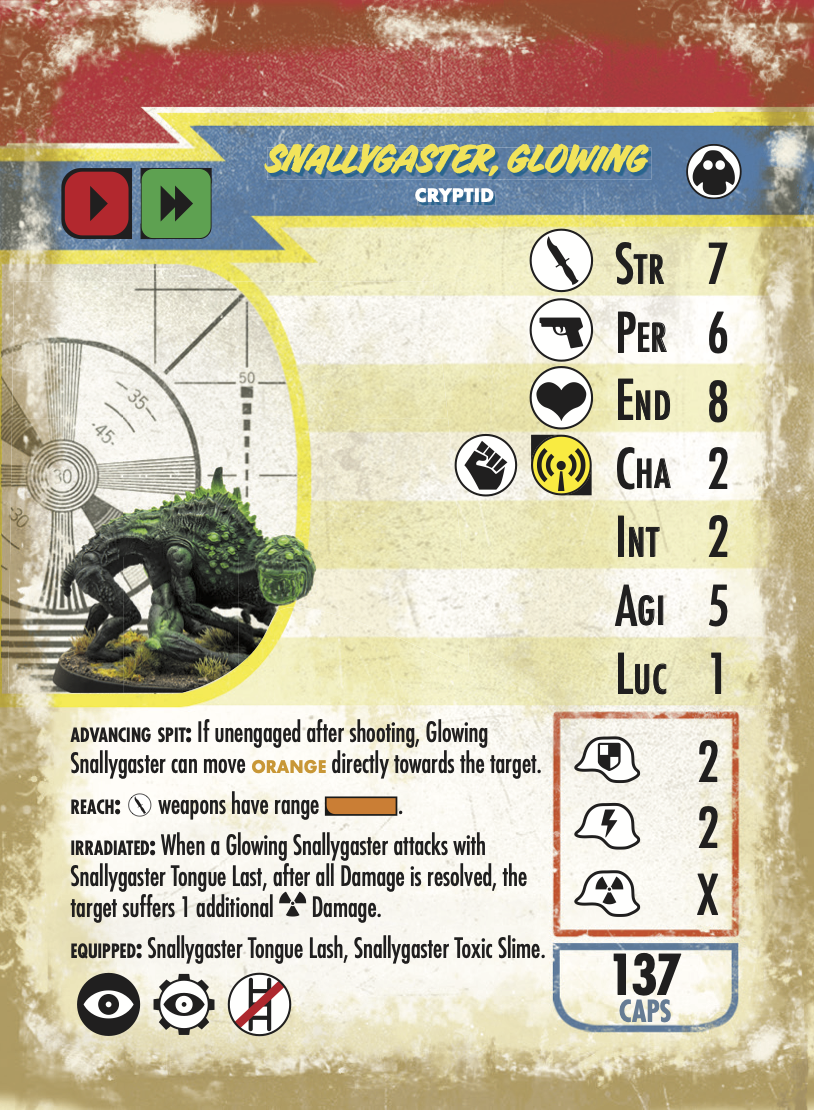 SNALLYGASTER, GLOWING
CRYPTID
STR 7
PER 6
END 8
CHA 2
INT 2
AGI 5
LUC 1
50
-35-
-45-
30
-30
ADVANCING SPIT: If unengaged after shooting, Glowing
Snallygaster can move ORANGE directly towards the target.
REACH: weapons have range .
IRRADIATED: When a Glowing Snallygaster attacks with
Snallygaster Tongue Last, after all Damage is resolved, the
target suffers 1 additional Damage.
EQUIPPED: Snallygaster Tongue Lash, Snallygaster Toxic Slime.
2
2
X
137
CAPS